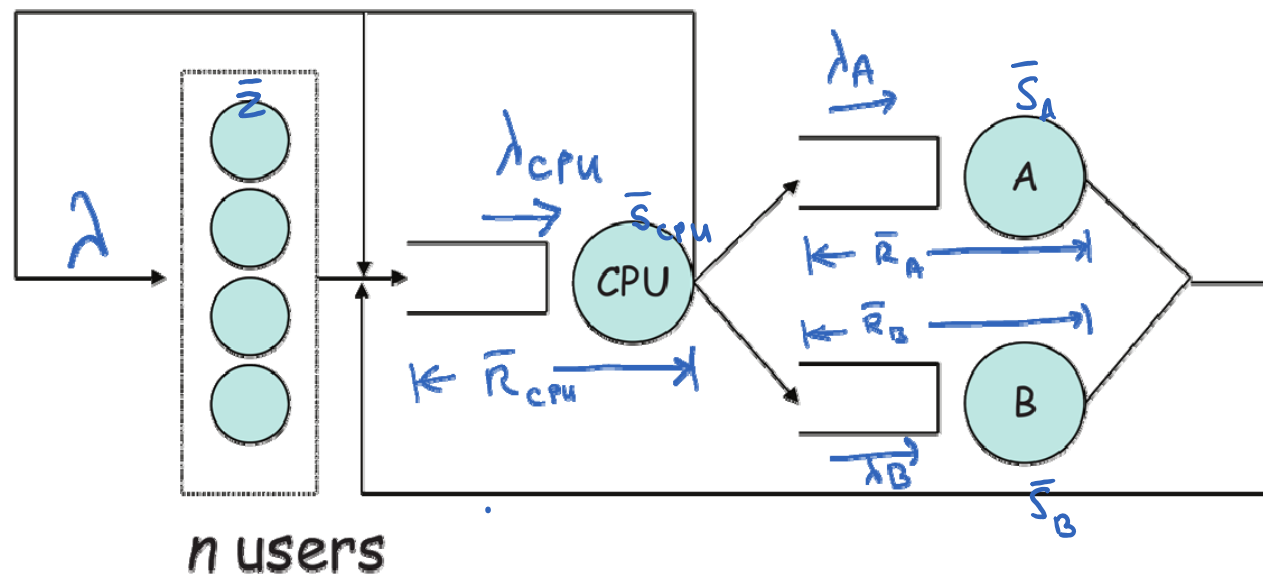 Z̄
λ
λCPU
S̄CPU
CPU
R̄CPU
λA
S̄A
A
R̄A
R̄B
B
λB
S̄B
n users